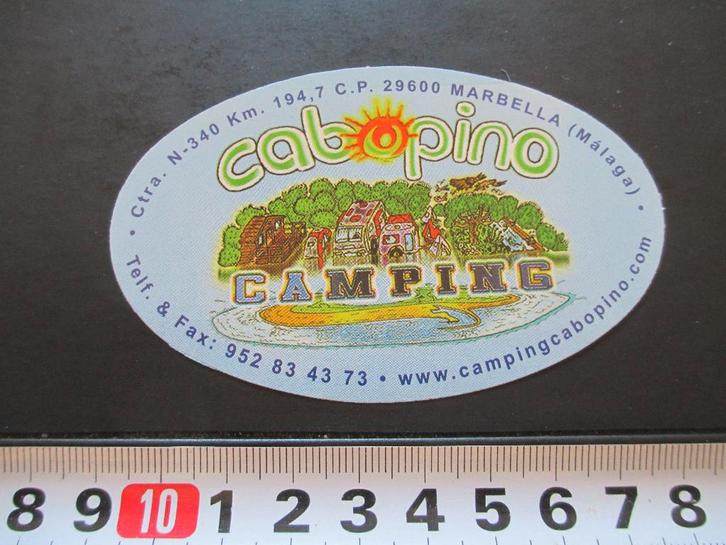 • Ctra. N-340 Km. 194,7 C.P. 29600 MARBELLA (Málaga) •
cabopino
CAMPING
Telf. & Fax: 952 83 43 73 • www.campingcabopino.com
8 9 10 1 2 3 4 5 6 7 8